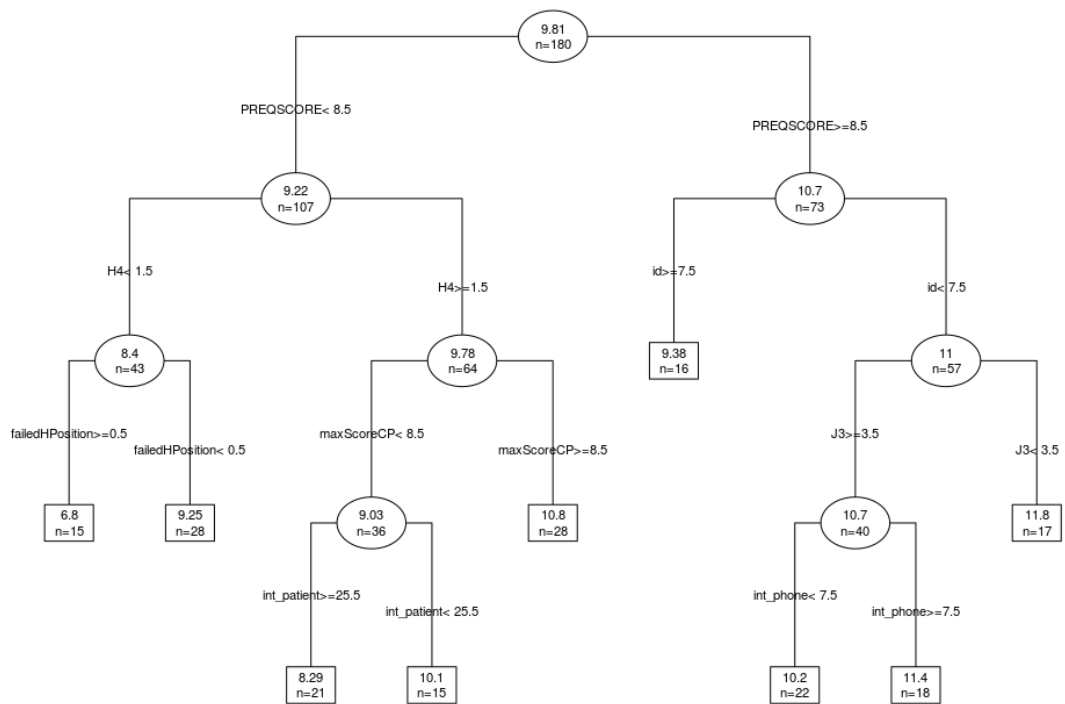 9.81
n=180
PREQSCORE< 8.5
PREQSCORE>=8.5
9.22
n=107
10.7
n=73
H4< 1.5
H4>=1.5
id>=7.5
id< 7.5
8.4
n=43
9.78
n=64
9.38
n=16
11
n=57
failedHPosition>=0.5
failedHPosition< 0.5
maxScoreCP< 8.5
maxScoreCP>=8.5
J3>=3.5
J3< 3.5
6.8
n=15
9.25
n=28
9.03
n=36
10.8
n=28
10.7
n=40
11.8
n=17
int_patient>=25.5
int_patient< 25.5
int_phone< 7.5
int_phone>=7.5
8.29
n=21
10.1
n=15
10.2
n=22
11.4
n=18